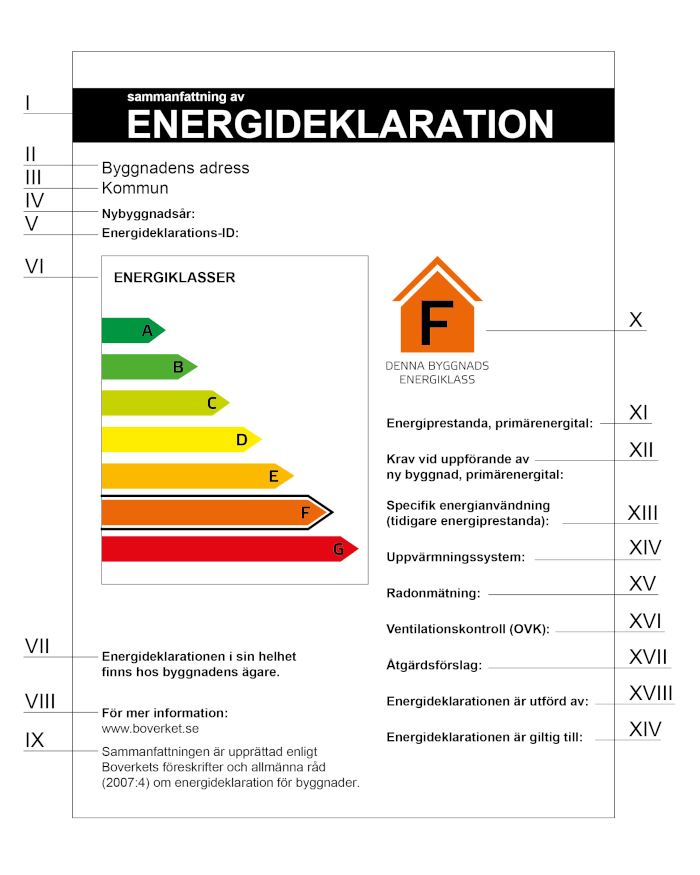 I
sammanfattning av
ENERGIDEKLARATION
II
Byggnadens adress
III
Kommun
IV
Nybyggnadsår:
V
Energideklarations-ID:
VI
ENERGIKLASSER
A
B
C
D
E
F
G
F
DENNA BYGGNADS
ENERGIKLASS
X
Energiprestanda, primärenergital:
XI
Krav vid uppförande av
ny byggnad, primärenergital:
XII
Specifik energianvändning
(tidigare energiprestanda):
XIII
Uppvärmningssystem:
XIV
Radonmätning:
XV
Ventilationskontroll (OVK):
XVI
Åtgärdsförslag:
XVII
Energideklarationen är utförd av:
XVIII
Energideklarationen är giltig till:
XIV
VII
Energideklarationen i sin helhet
finns hos byggnadens ägare.
VIII
För mer information:
www.boverket.se
IX
Sammanfattningen är upprättad enligt
Boverkets föreskrifter och allmänna råd
(2007:4) om energideklaration för byggnader.